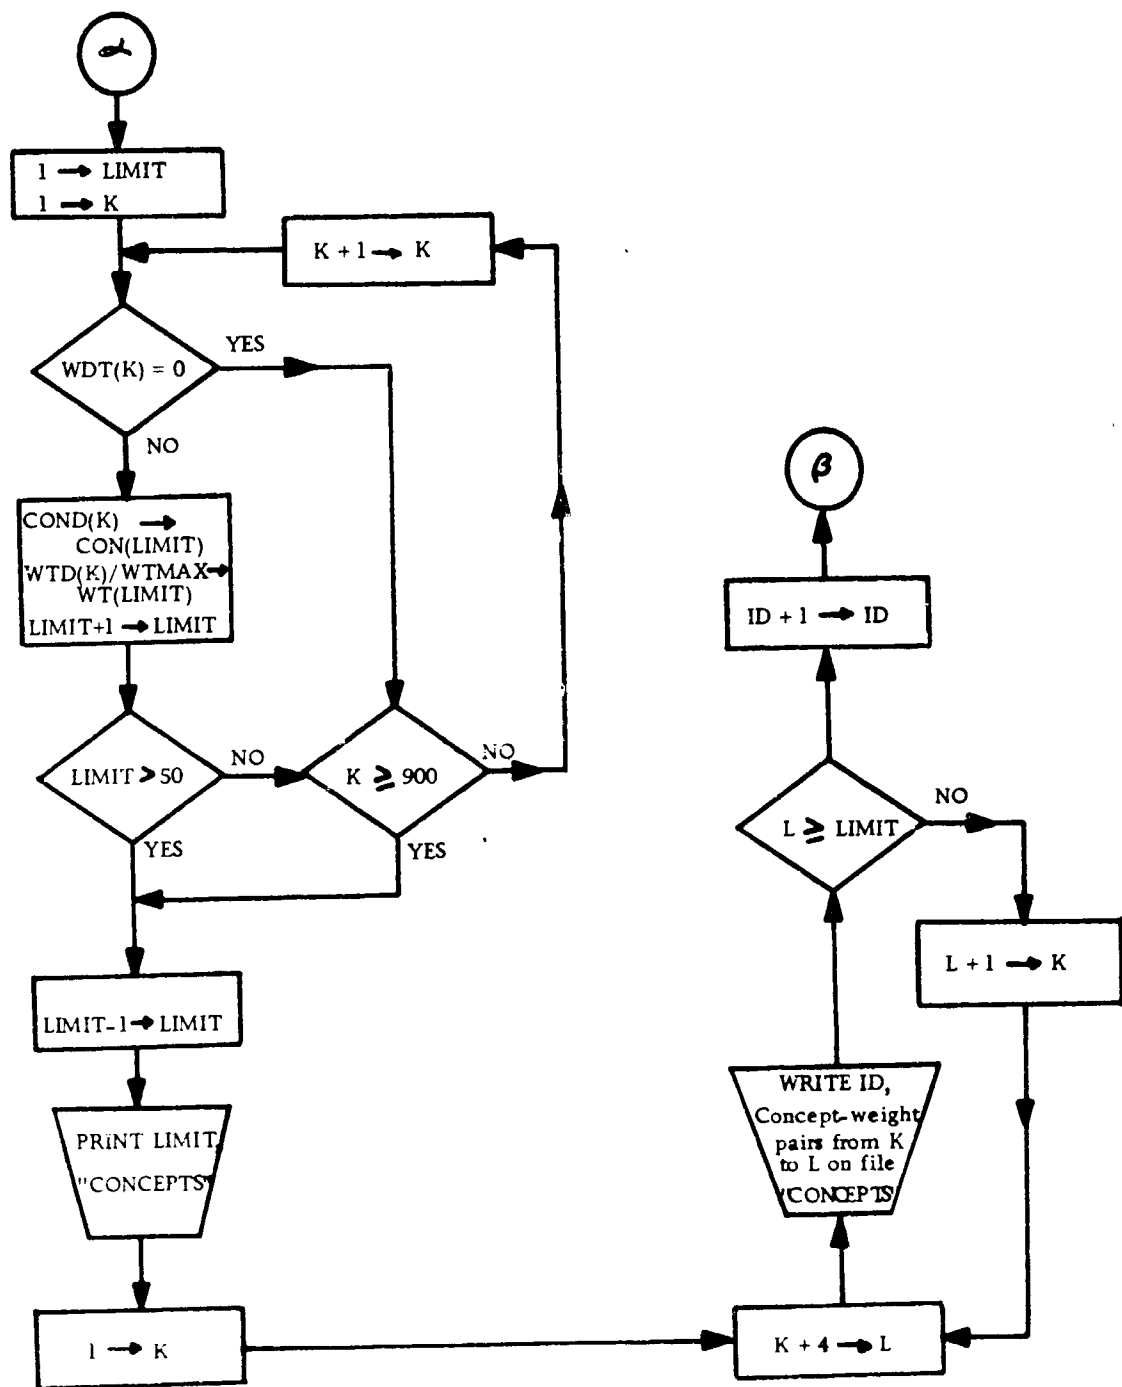 α
1 → LIMIT
1 → K
K + 1 → K
WDT(K) = 0
YES
NO
COND(K) →
CON(LIMIT)
WTD(K)/WTMAX→
WT(LIMIT)
LIMIT+1 → LIMIT
LIMIT > 50
NO
YES
K ≧ 900
NO
YES
LIMIT-1 → LIMIT
PRINT LIMIT,
"CONCEPTS"
1 → K
K + 4 → L
WRITE ID,
Concept-weight
pairs from K
to L on file
"CONCEPTS"
L ≧ LIMIT
NO
L + 1 → K
ID + 1 → ID
β